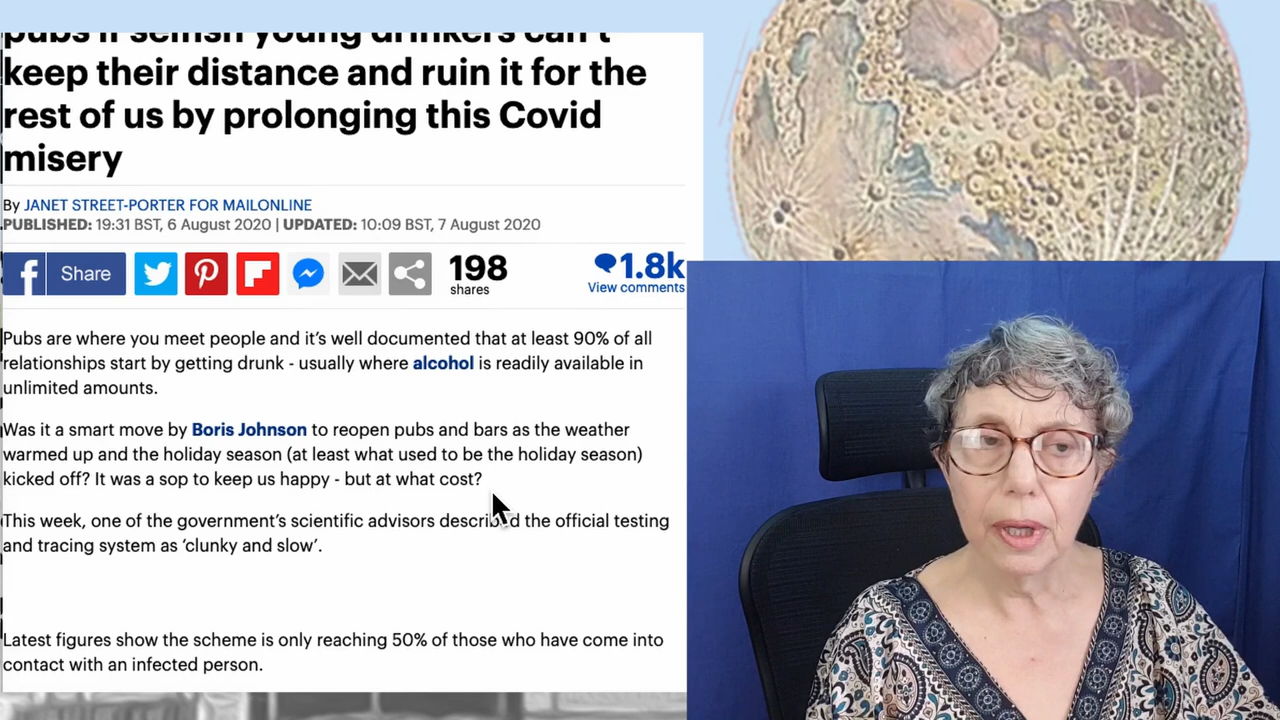 pubs if selfish young drinkers can't
keep their distance and ruin it for the
rest of us by prolonging this Covid
misery
By JANET STREET-PORTER FOR MAILONLINE
PUBLISHED: 19:31 BST, 6 August 2020 | UPDATED: 10:09 BST, 7 August 2020
Share
198
shares
1.8k
View comments
Pubs are where you meet people and it's well documented that at least 90% of all
relationships start by getting drunk - usually where alcohol is readily available in
unlimited amounts.
Was it a smart move by Boris Johnson to reopen pubs and bars as the weather
warmed up and the holiday season (at least what used to be the holiday season)
kicked off? It was a sop to keep us happy - but at what cost?
This week, one of the government's scientific advisors described the official testing
and tracing system as 'clunky and slow'.
Latest figures show the scheme is only reaching 50% of those who have come into
contact with an infected person.